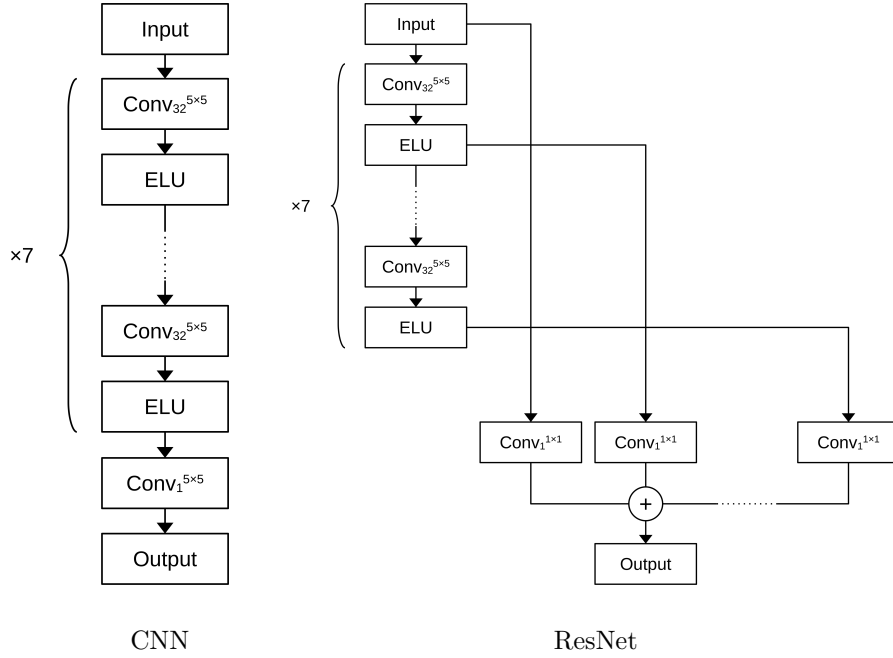 Input
Conv₃₂⁵ˣ⁵
ELU
×7
Conv₃₂⁵ˣ⁵
ELU
Conv₁⁵ˣ⁵
Output
CNN
Input
Conv₃₂⁵ˣ⁵
ELU
×7
Conv₃₂⁵ˣ⁵
ELU
Conv₁¹ˣ¹ Conv₁¹ˣ¹ Conv₁¹ˣ¹
+
Output
ResNet